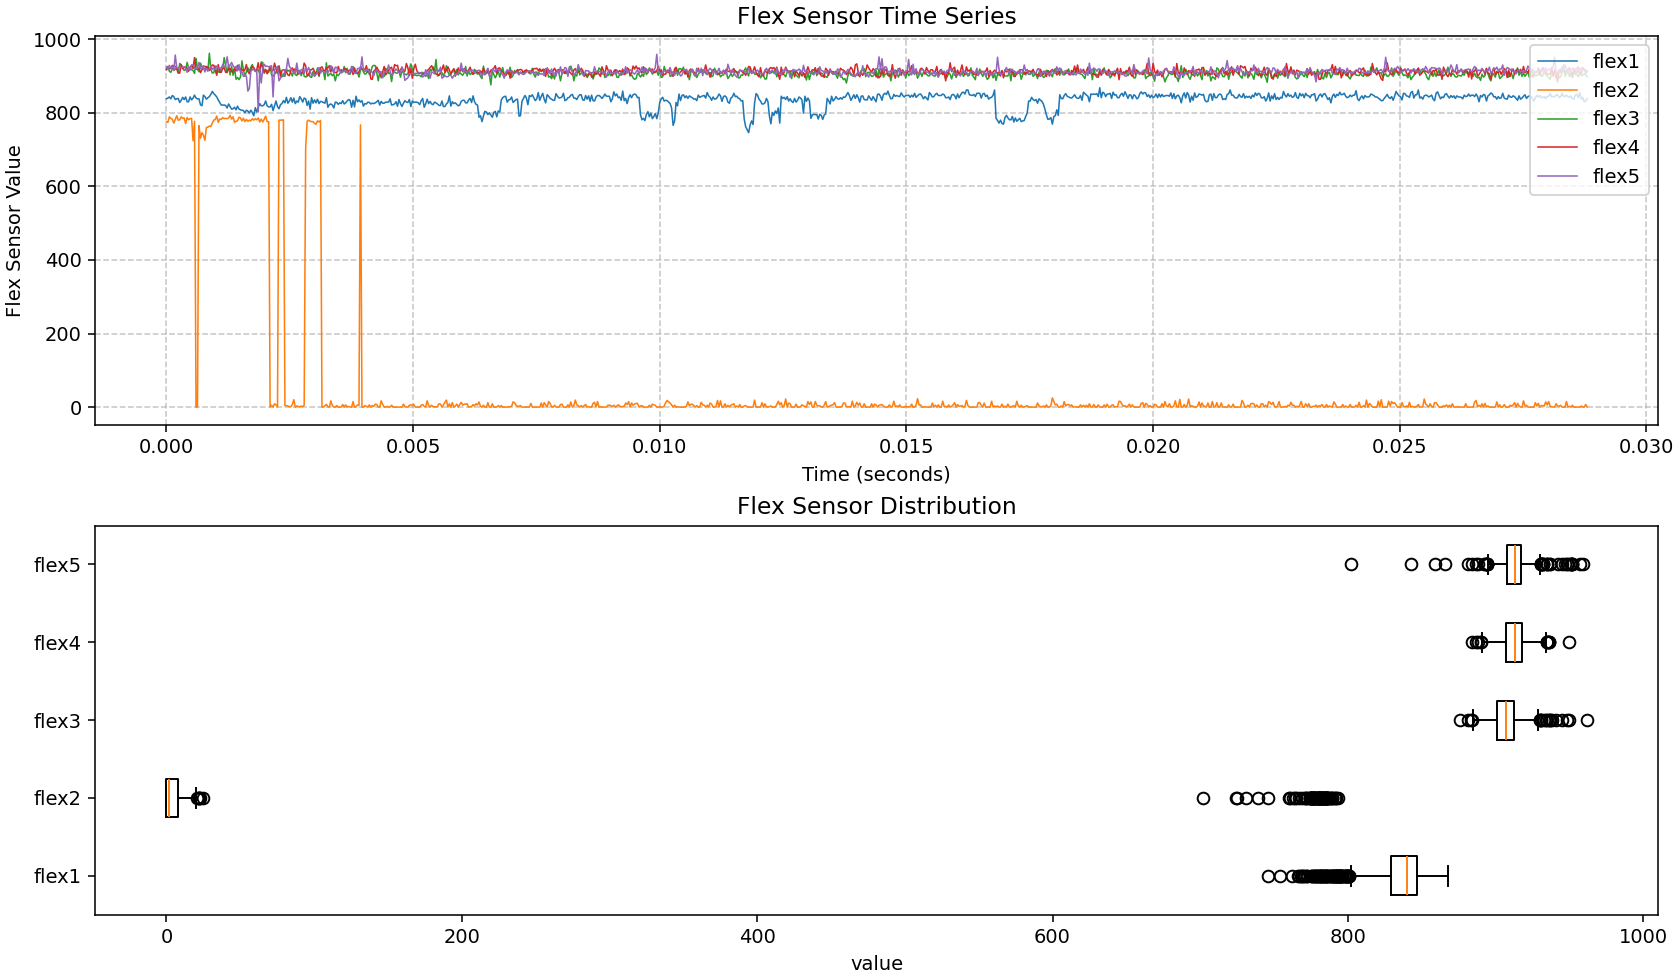 Flex Sensor Time Series
1000
800
600
400
200
0
Flex Sensor Value
flex1
flex2
flex3
flex4
flex5
0.000
0.005
0.010
0.015
0.020
0.025
0.030
Time (seconds)
Flex Sensor Distribution
flex5
flex4
flex3
flex2
flex1
0
200
400
600
800
1000
value